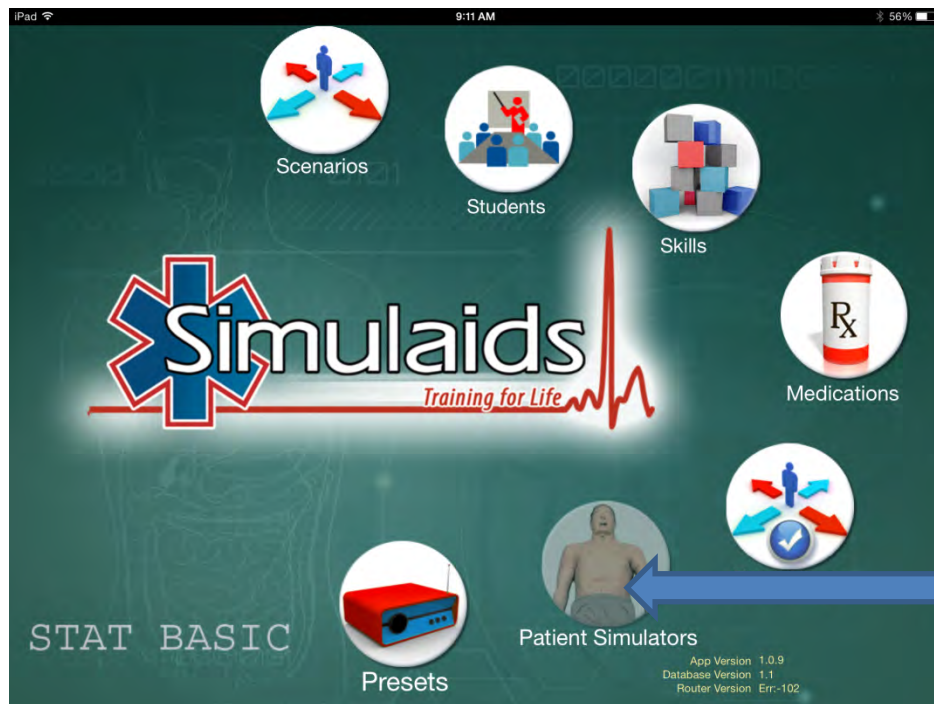 iPad 9:11 AM 56%
Scenarios
Students
Skills
Simulaids
Training for Life
Rx
Medications
STAT BASIC
Patient Simulators
Presets
App Version 1.0.9
Database Version 1.1
Router Version Err:-102